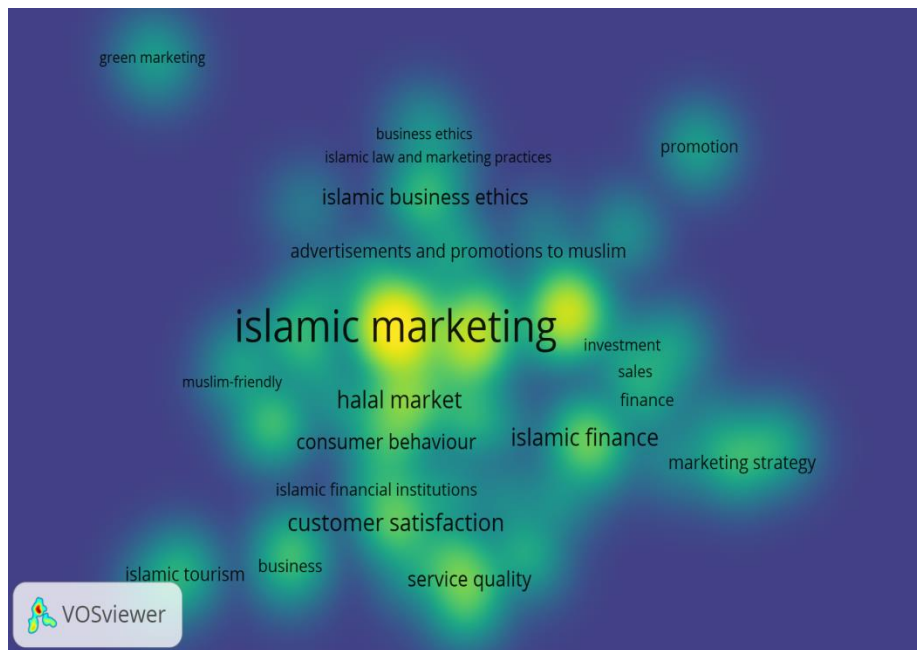 green marketing
business ethics
promotion
islamic law and marketing practices
islamic business ethics
advertisements and promotions to muslim
islamic marketing
investment
sales
muslim-friendly
halal market
finance
consumer behaviour
islamic finance
marketing strategy
islamic financial institutions
customer satisfaction
business
islamic tourism
service quality
VOSviewer